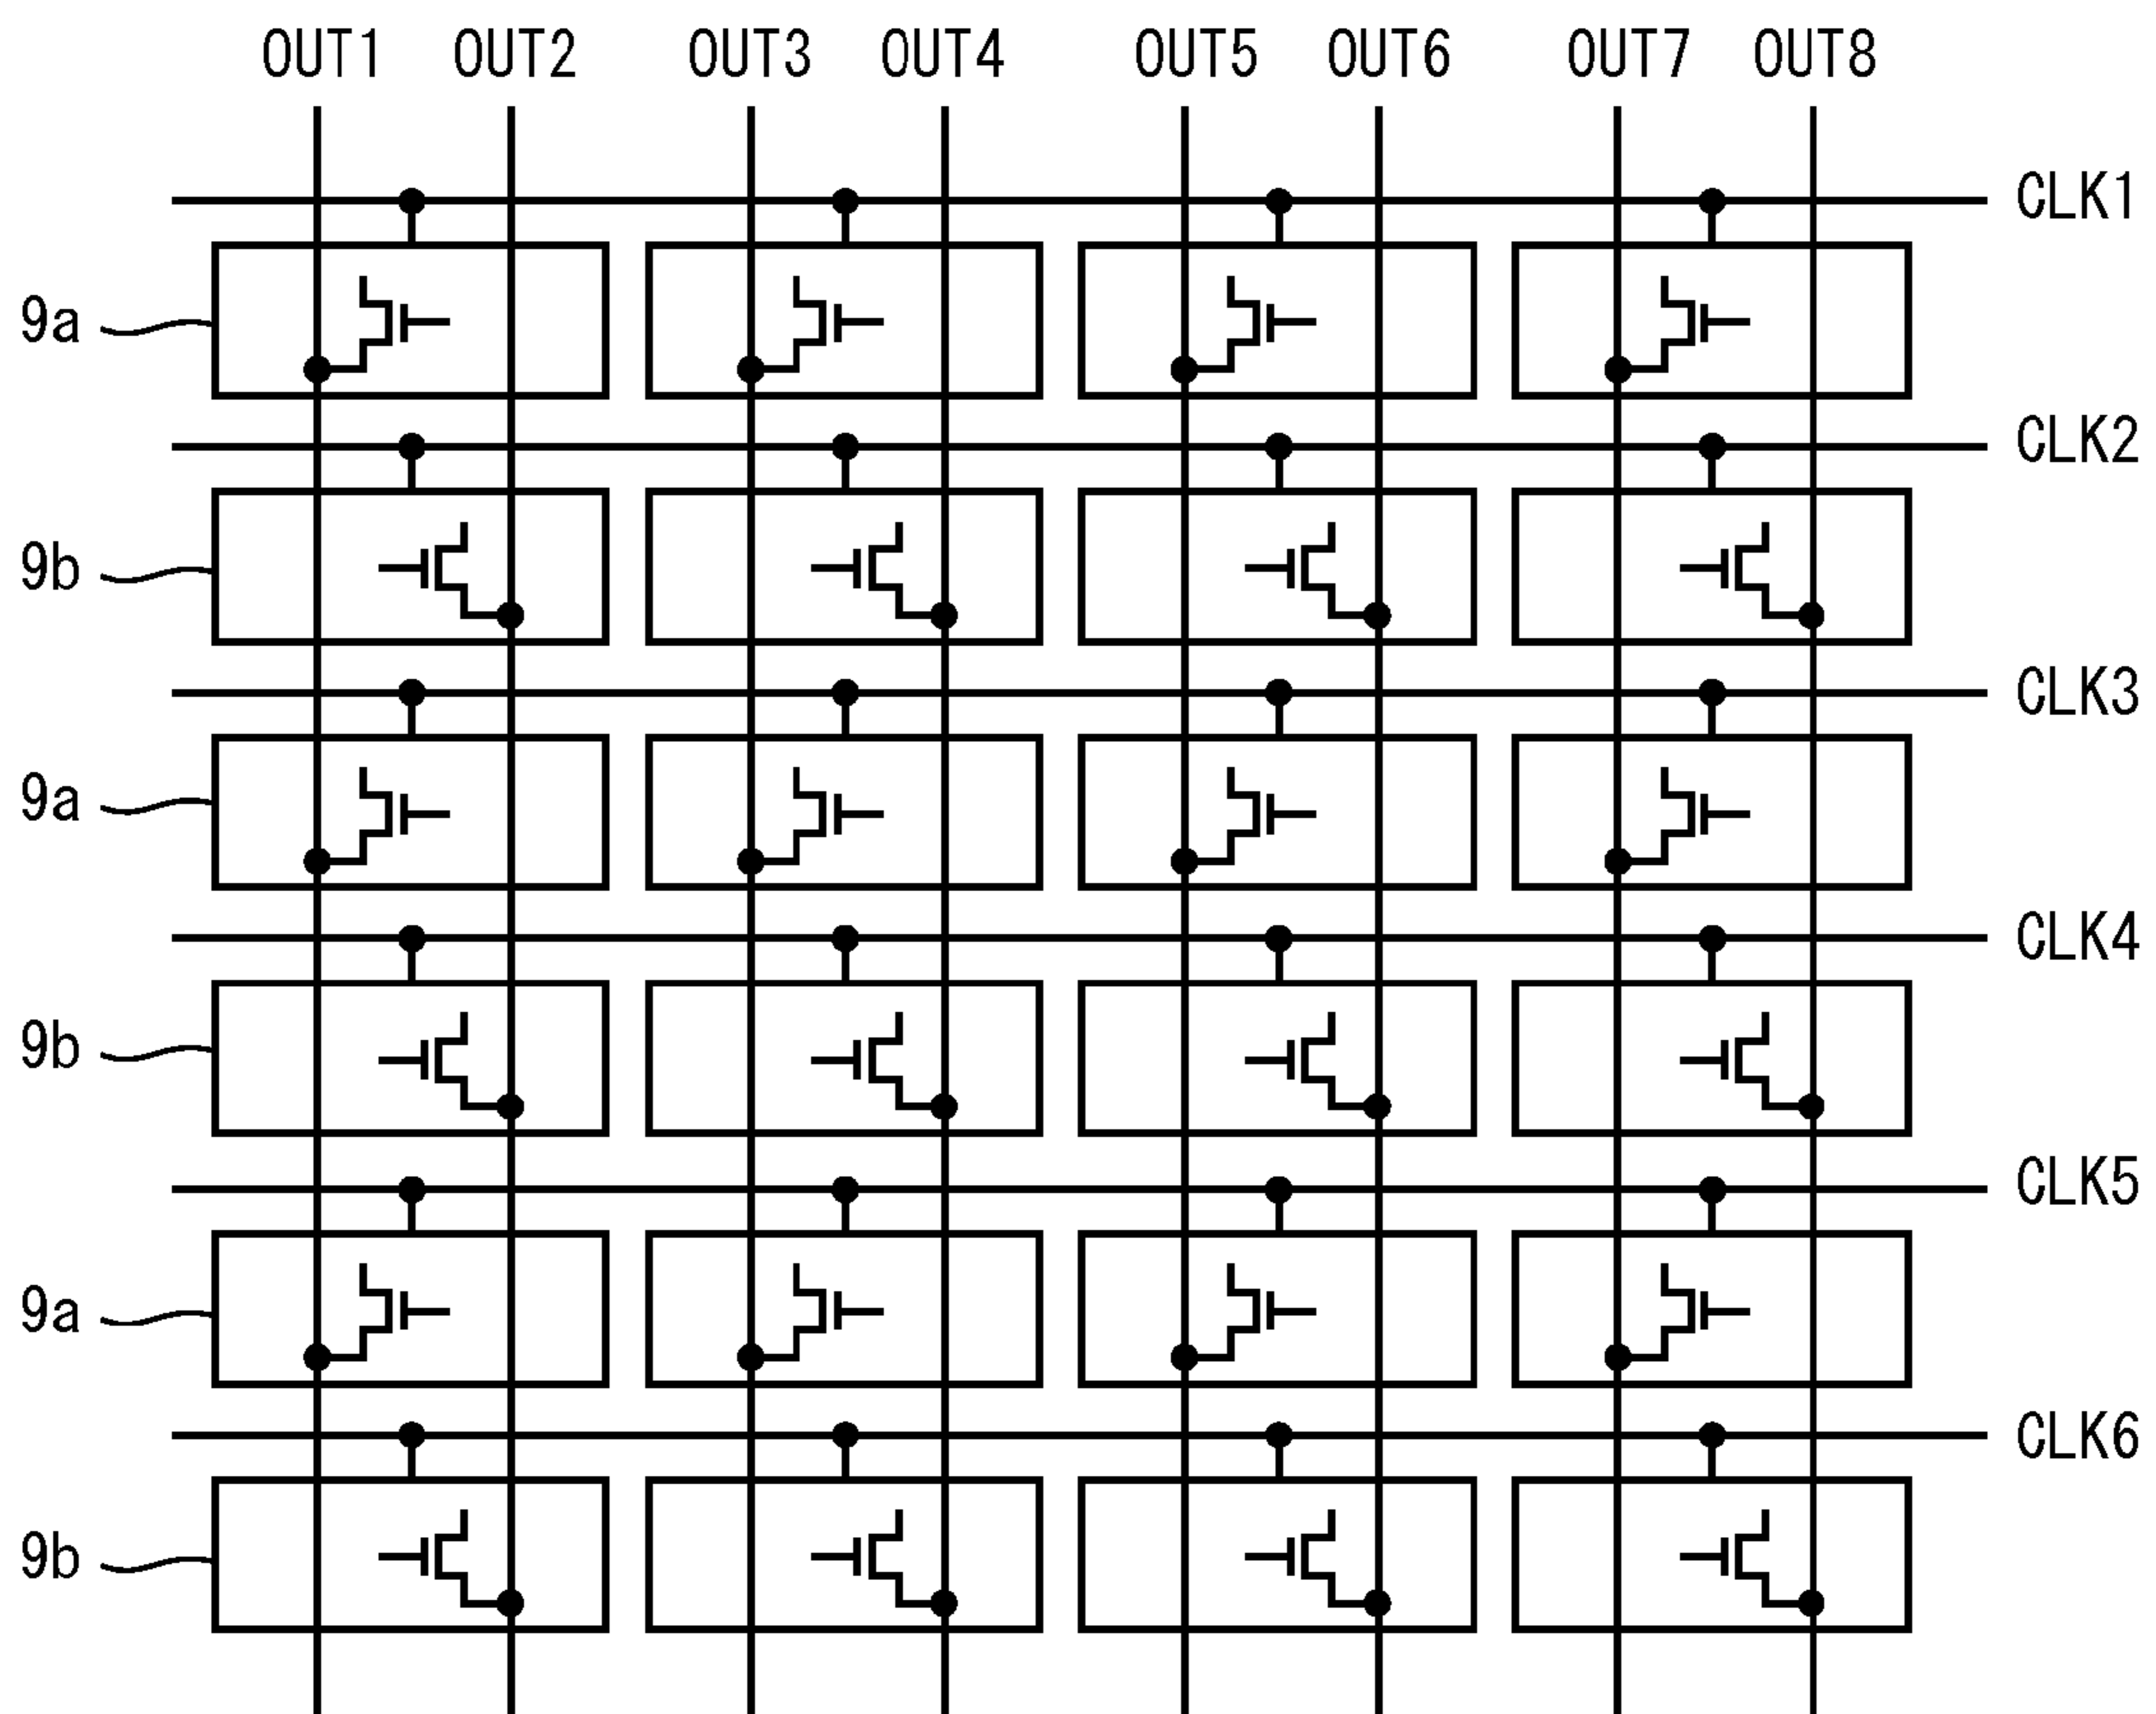 OUT1 OUT2 OUT3 OUT4 OUT5 OUT6 OUT7 OUT8
CLK1
9a
CLK2
9b
CLK3
9a
CLK4
9b
CLK5
9a
CLK6
9b